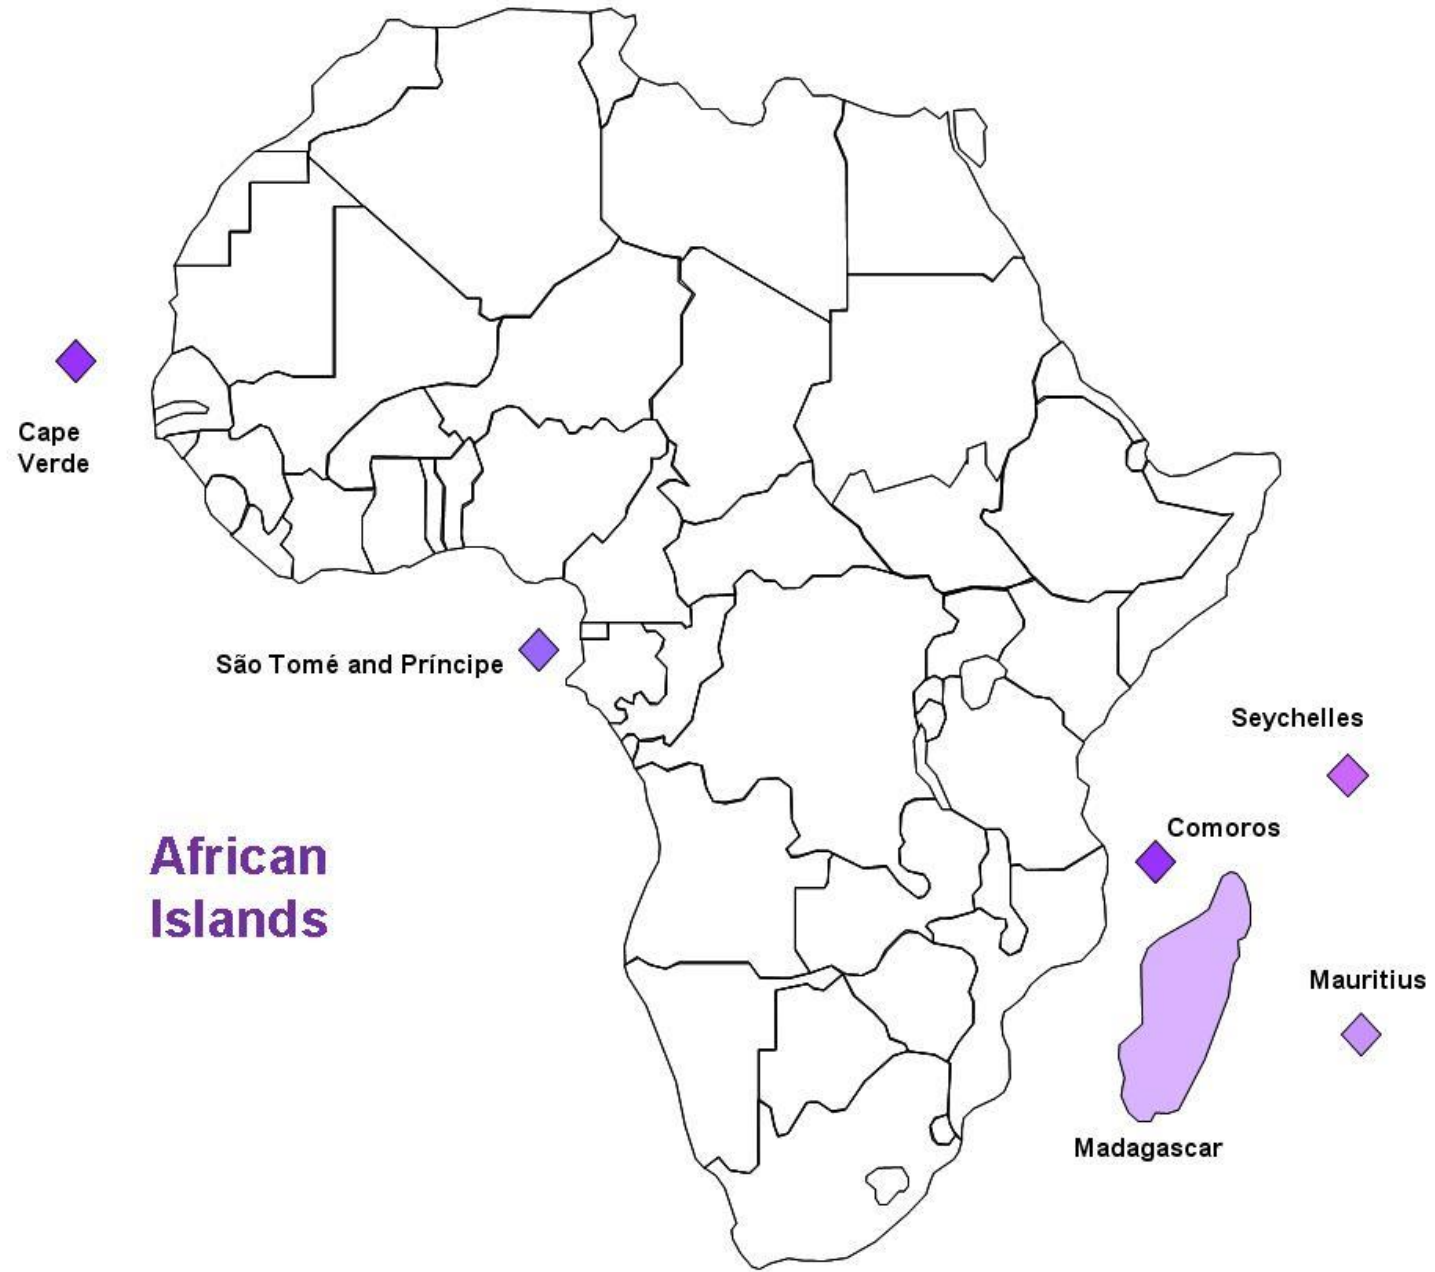 Cape
Verde
São Tomé and Príncipe
Seychelles
Comoros
African
Islands
Mauritius
Madagascar